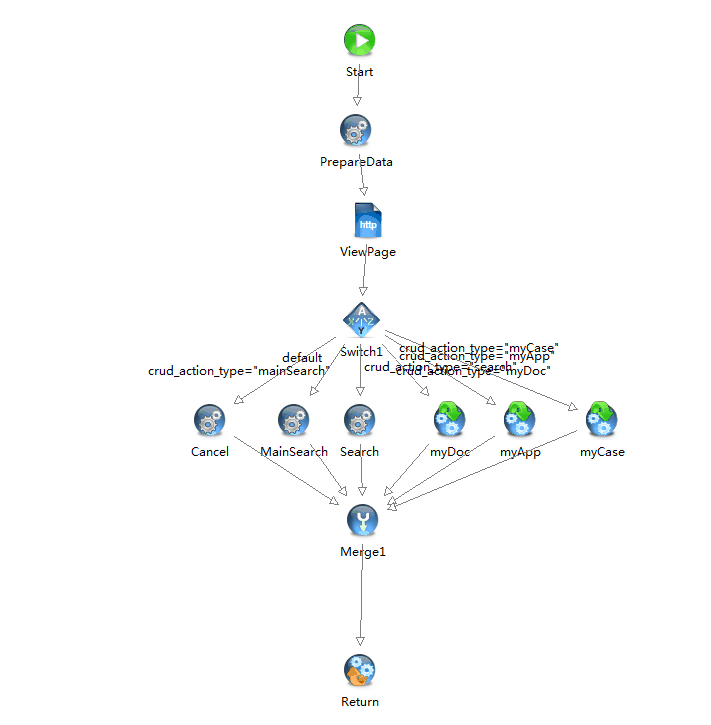 Start
PrepareData
http
ViewPage
A
X Z
Y
Switch1
crud_action_type="myCase"
default
crud_action_type="myApp"
crud_action_type="search"
crud_action_type="mainSearch"
crud_action_type="myDoc"
Cancel
MainSearch
Search
myDoc
myApp
myCase
Merge1
Return